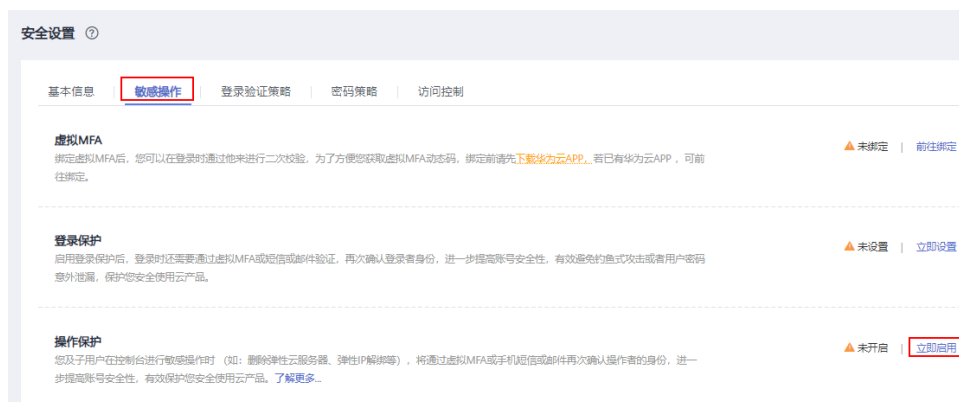 安全设置 ?
基本信息 敏感操作 登录验证策略 密码策略 访问控制
虚拟MFA
绑定虚拟MFA后，您可以在登录时通过他来进行二次校验，为了方便您获取虚拟MFA动态码，绑定前请先下载华为云APP，若已有华为云APP，可前
往绑定。
未绑定 | 前往绑定
登录保护
启用登录保护后，登录时还需要通过虚拟MFA或短信或邮件验证，再次确认登录者身份，进一步提高账号安全性，有效避免钓鱼式攻击或者用户密码
意外泄漏，保护您安全使用云产品。
未设置 | 立即设置
操作保护
您及子用户在控制台进行敏感操作时（如：删除弹性云服务器、弹性IP解绑等），将通过虚拟MFA或手机短信或邮件再次确认操作者的身份，进一
步提高账号安全性，有效保护您安全使用云产品。了解更多...
未开启 | 立即启用